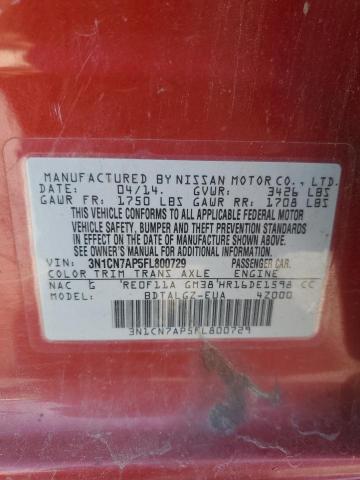 MANUFACTURED BY NISSAN MOTOR CO., LTD.
DATE: 04/14. GVWR: 3426 LBS
GAWR FR: 1750 LBS GAWR RR: 1708 LBS
THIS VEHICLE CONFORMS TO ALL APPLICABLE FEDERAL MOTOR
VEHICLE SAFETY, BUMPER AND THEFT PREVENTION STANDARDS
IN EFFECT ON THE DATE OF MANUFACTURE SHOWN ABOVE.
SEE OWNER'S MANUAL FOR ADDITIONAL INFORMATION.
VIN: 3N1CN7AP5FL800729 PASSENGER CAR.
COLOR TRIM TRANS AXLE ENGINE
NAC G RE0F11A GM38 HR16DE1598 CC
MODEL: BDTALGZ-EUA 4Z000
3N1CN7AP5FL800729